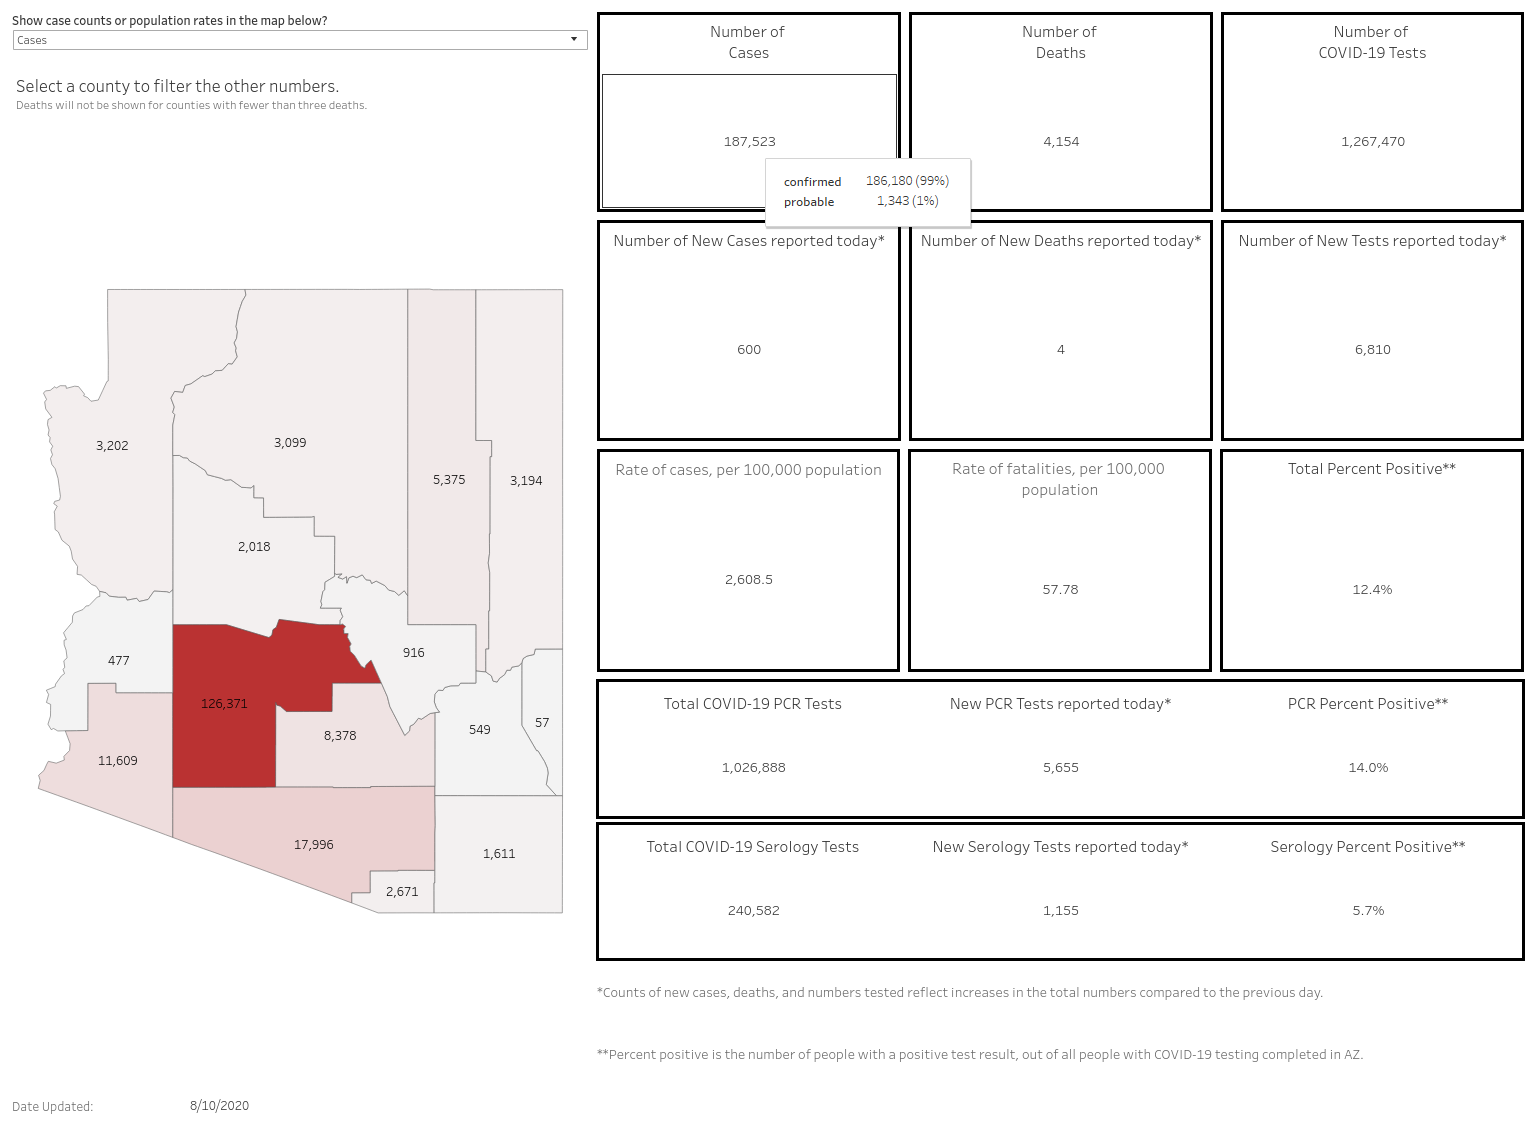 Show case counts or population rates in the map below?
Cases
Select a county to filter the other numbers.
Deaths will not be shown for counties with fewer than three deaths.
3,202
3,099
5,375
3,194
2,018
477
916
126,371
549
57
8,378
11,609
17,996
1,611
2,671
Date Updated: 8/10/2020
Number of
Cases
187,523
confirmed 186,180 (99%)
probable 1,343 (1%)
Number of
Deaths
4,154
Number of
COVID-19 Tests
1,267,470
Number of New Cases reported today*
600
Number of New Deaths reported today*
4
Number of New Tests reported today*
6,810
Rate of cases, per 100,000 population
2,608.5
Rate of fatalities, per 100,000
population
57.78
Total Percent Positive**
12.4%
Total COVID-19 PCR Tests
1,026,888
New PCR Tests reported today*
5,655
PCR Percent Positive**
14.0%
Total COVID-19 Serology Tests
240,582
New Serology Tests reported today*
1,155
Serology Percent Positive**
5.7%
*Counts of new cases, deaths, and numbers tested reflect increases in the total numbers compared to the previous day.
**Percent positive is the number of people with a positive test result, out of all people with COVID-19 testing completed in AZ.